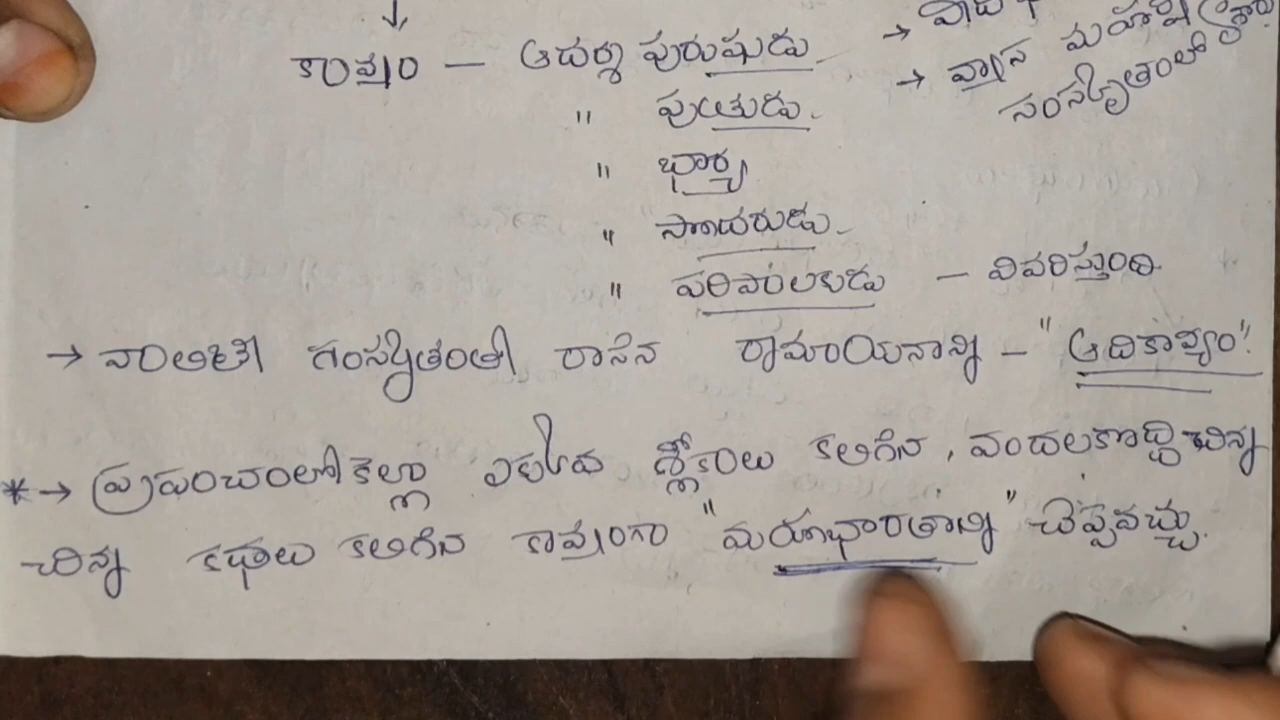 కావ్యం — ఆదర్శ పురుషుడు
" పుత్రుడు.
" భార్య
" సోదరుడు.
" పరిపాలకుడు — వివరిస్తుంది.
→ వ్యాస మహర్షి
సంస్కృతంలో
→ వాల్మికి సంస్కృతంలో రాసిన రామాయణాన్ని – "ఆదికావ్యం".
* → ప్రపంచంలోకెల్లా ఎక్కువ శ్లోకాలు కలిగిన, వందలకొద్ది చిన్న
చిన్న కథలు కలిగిన కావ్యంగా "మహాభారతాన్ని" చెప్పవచ్చు.